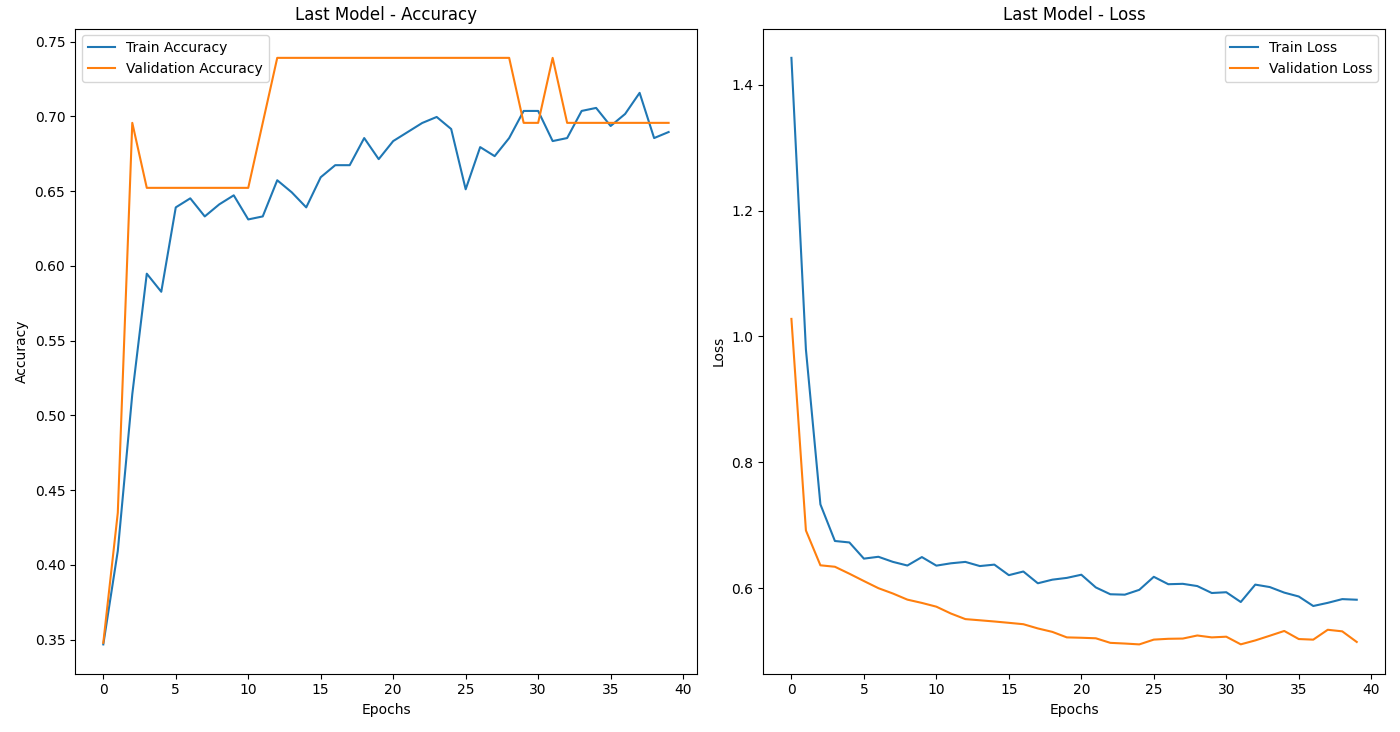 Last Model - Accuracy
Train Accuracy
Validation Accuracy
0.75
0.70
0.65
0.60
0.55
0.50
0.45
0.40
0.35
Accuracy
0 5 10 15 20 25 30 35 40
Epochs
Last Model - Loss
Train Loss
Validation Loss
1.4
1.2
1.0
0.8
0.6
Loss
0 5 10 15 20 25 30 35 40
Epochs